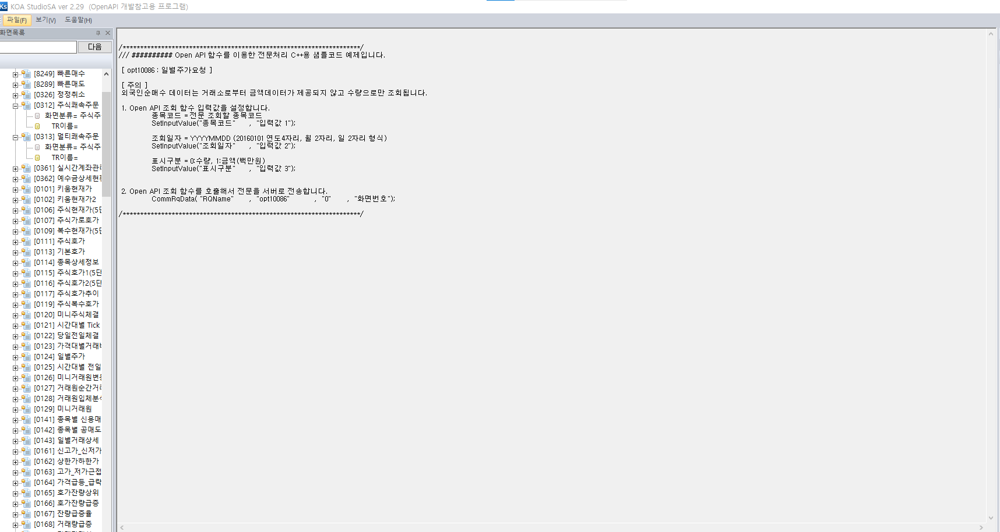 Ks KOA StudioSA ver 2.29 (OpenAPI 개발참고용 프로그램)
파일(F) 보기(V) 도움말(H)
화면목록
다음
[8249] 빠른매수
[8289] 빠른매도
[0326] 정정취소
[0312] 주식쾌속주문
화면분류= 주식주
TR이름=
[0313] 멀티쾌속주문
화면분류= 주식주
TR이름=
[0361] 실시간계좌관리
[0362] 예수금상세현황
[0101] 키움현재가
[0102] 키움현재가2
[0106] 주식현재가(5단
[0107] 주식가로호가
[0109] 복수현재가(5단
[0111] 주식호가
[0113] 기본호가
[0114] 종목상세정보
[0115] 주식호가1(5단
[0116] 주식호가2(5단
[0117] 주식호가추이
[0119] 주식복수호가
[0120] 미니주식체결
[0121] 시간대별 Tick
[0122] 당일전일체결
[0123] 가격대별거래
[0124] 일별주가
[0125] 시간대별 전일
[0126] 미니거래원변동
[0127] 거래원순간거래
[0128] 거래원입체분석
[0129] 미니거래원
[0141] 종목별 신용매
[0142] 종목별 공매도
[0143] 일별거래상세
[0161] 신고가_신저가
[0162] 상한가하한가
[0163] 고가_저가근접
[0164] 가격급등_급락
[0165] 호가잔량상위
[0166] 호가잔량급증
[0167] 잔량급증율
[0168] 거래량급증
/********************************************************************/
/// ########## Open API 함수를 이용한 전문처리 C++용 샘플코드 예제입니다.
[ opt10086 : 일별주가요청 ]
[ 주의 ]
외국인순매수 데이터는 거래소로부터 금액데이터가 제공되지 않고 수량으로만 조회됩니다.
1. Open API 조회 함수 입력값을 설정합니다.
종목코드 = 전문 조회할 종목코드
SetInputValue("종목코드" , "입력값 1");
조회일자 = YYYYMMDD (20160101 연도4자리, 월 2자리, 일 2자리 형식)
SetInputValue("조회일자" , "입력값 2");
표시구분 = 0:수량, 1:금액(백만원)
SetInputValue("표시구분" , "입력값 3");
2. Open API 조회 함수를 호출해서 전문을 서버로 전송합니다.
CommRqData( "RQName" , "opt10086" , "0" , "화면번호");
/********************************************************************/